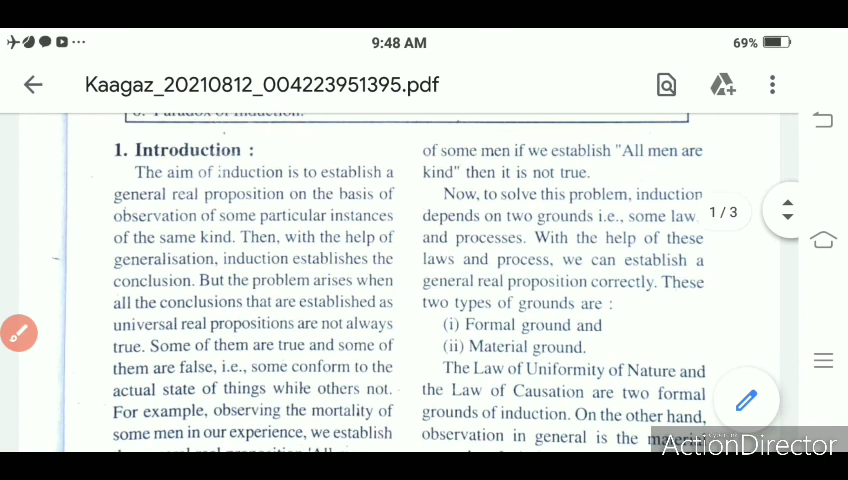 9:48 AM
69%
Kaagaz_20210812_004223951395.pdf
1. Introduction :
The aim of induction is to establish a
general real proposition on the basis of
observation of some particular instances
of the same kind. Then, with the help of
generalisation, induction establishes the
conclusion. But the problem arises when
all the conclusions that are established as
universal real propositions are not always
true. Some of them are true and some of
them are false, i.e., some conform to the
actual state of things while others not.
For example, observing the mortality of
some men in our experience, we establish
of some men if we establish "All men are
kind" then it is not true.
Now, to solve this problem, induction
depends on two grounds i.e., some law
and processes. With the help of these
laws and process, we can establish a
general real proposition correctly. These
two types of grounds are :
(i) Formal ground and
(ii) Material ground.
The Law of Uniformity of Nature and
the Law of Causation are two formal
grounds of induction. On the other hand,
observation in general is the
1 / 3
ActionDirector